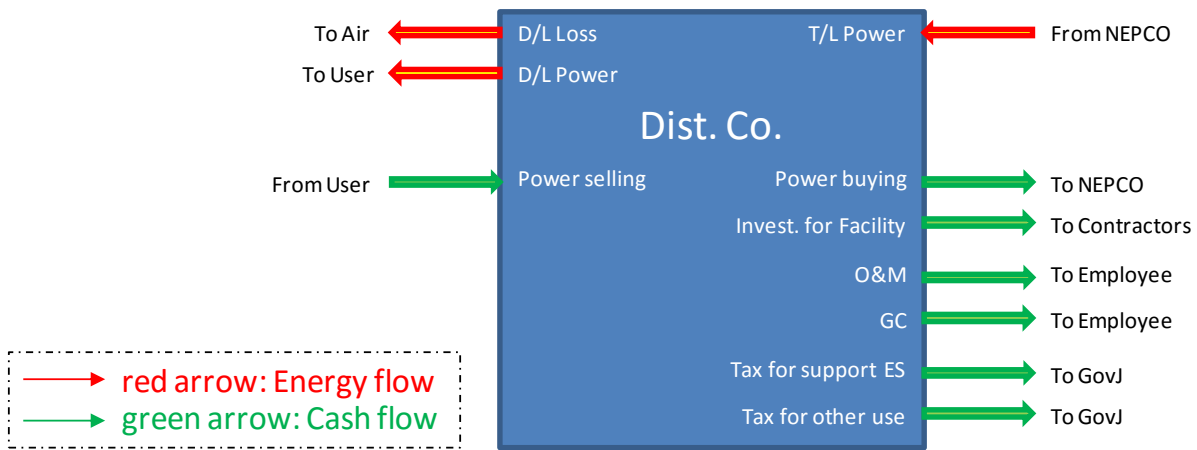 To Air D/L Loss T/L Power From NEPCO
To User D/L Power
Dist. Co.
From User Power selling Power buying To NEPCO
Invest. for Facility To Contractors
O&M To Employee
GC To Employee
Tax for support ES To GovJ
Tax for other use To GovJ
red arrow: Energy flow
green arrow: Cash flow